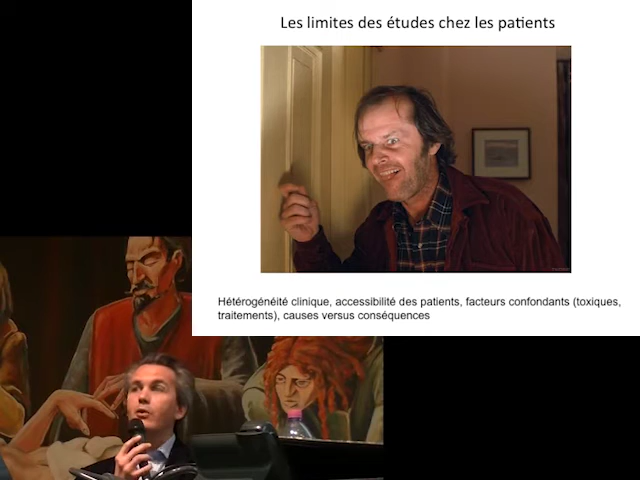 Les limites des études chez les patients
Hétérogénéité clinique, accessibilité des patients, facteurs confondants (toxiques,
traitements), causes versus conséquences